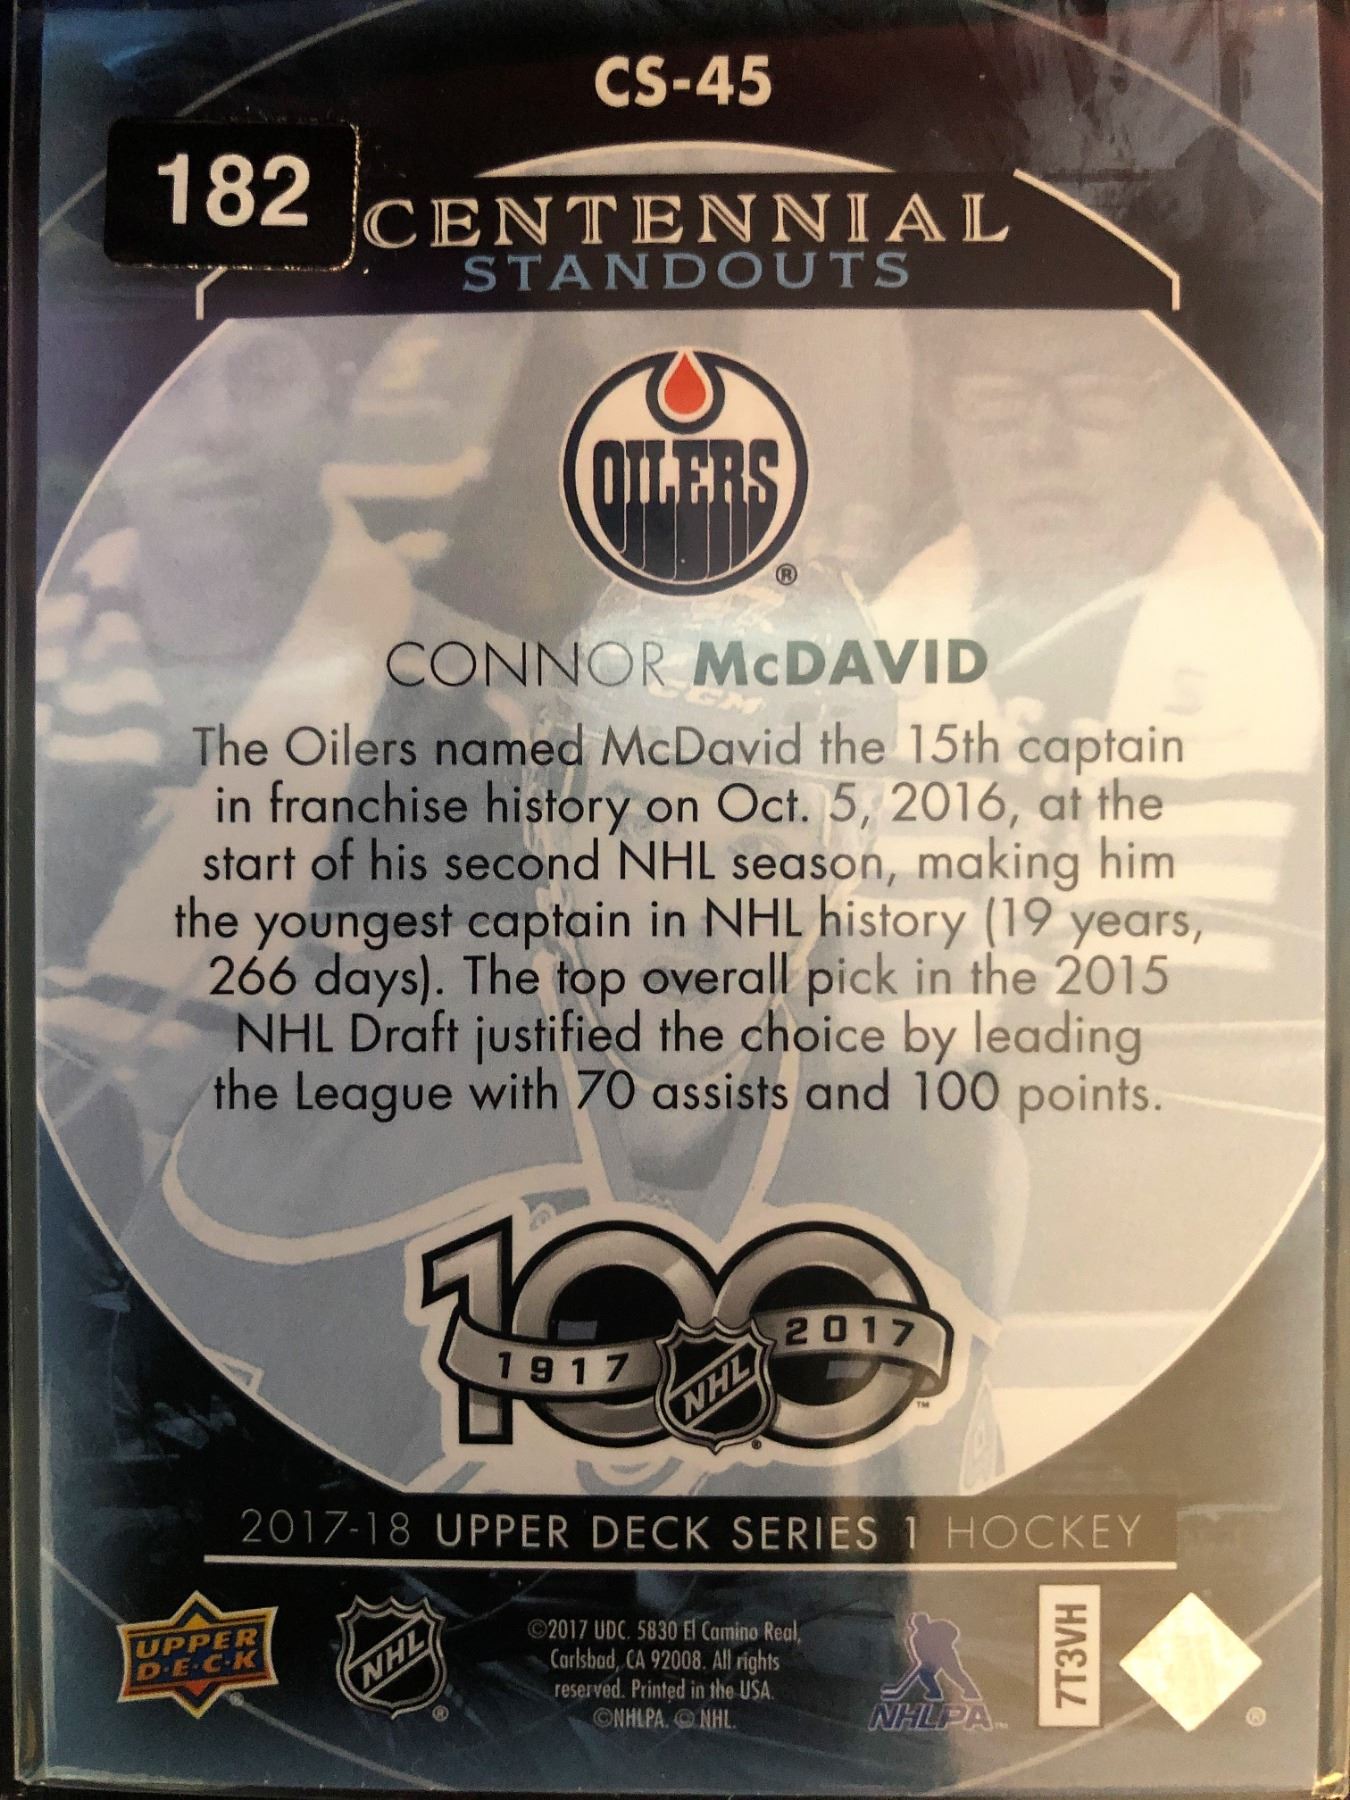 CS-45
182
CENTENNIAL
STANDOUTS
OILERS
®
CONNOR McDAVID
The Oilers named McDavid the 15th captain
in franchise history on Oct. 5, 2016, at the
start of his second NHL season, making him
the youngest captain in NHL history (19 years,
266 days). The top overall pick in the 2015
NHL Draft justified the choice by leading
the League with 70 assists and 100 points.
CCM
100
1917 NHL 2017
® ™
2017-18 UPPER DECK SERIES 1 HOCKEY
UPPER
D·E·C·K
®
NHL
®
©2017 UDC. 5830 El Camino Real,
Carlsbad, CA 92008. All rights
reserved. Printed in the USA.
©NHLPA. © NHL.
NHLPA™
7T3VH
®